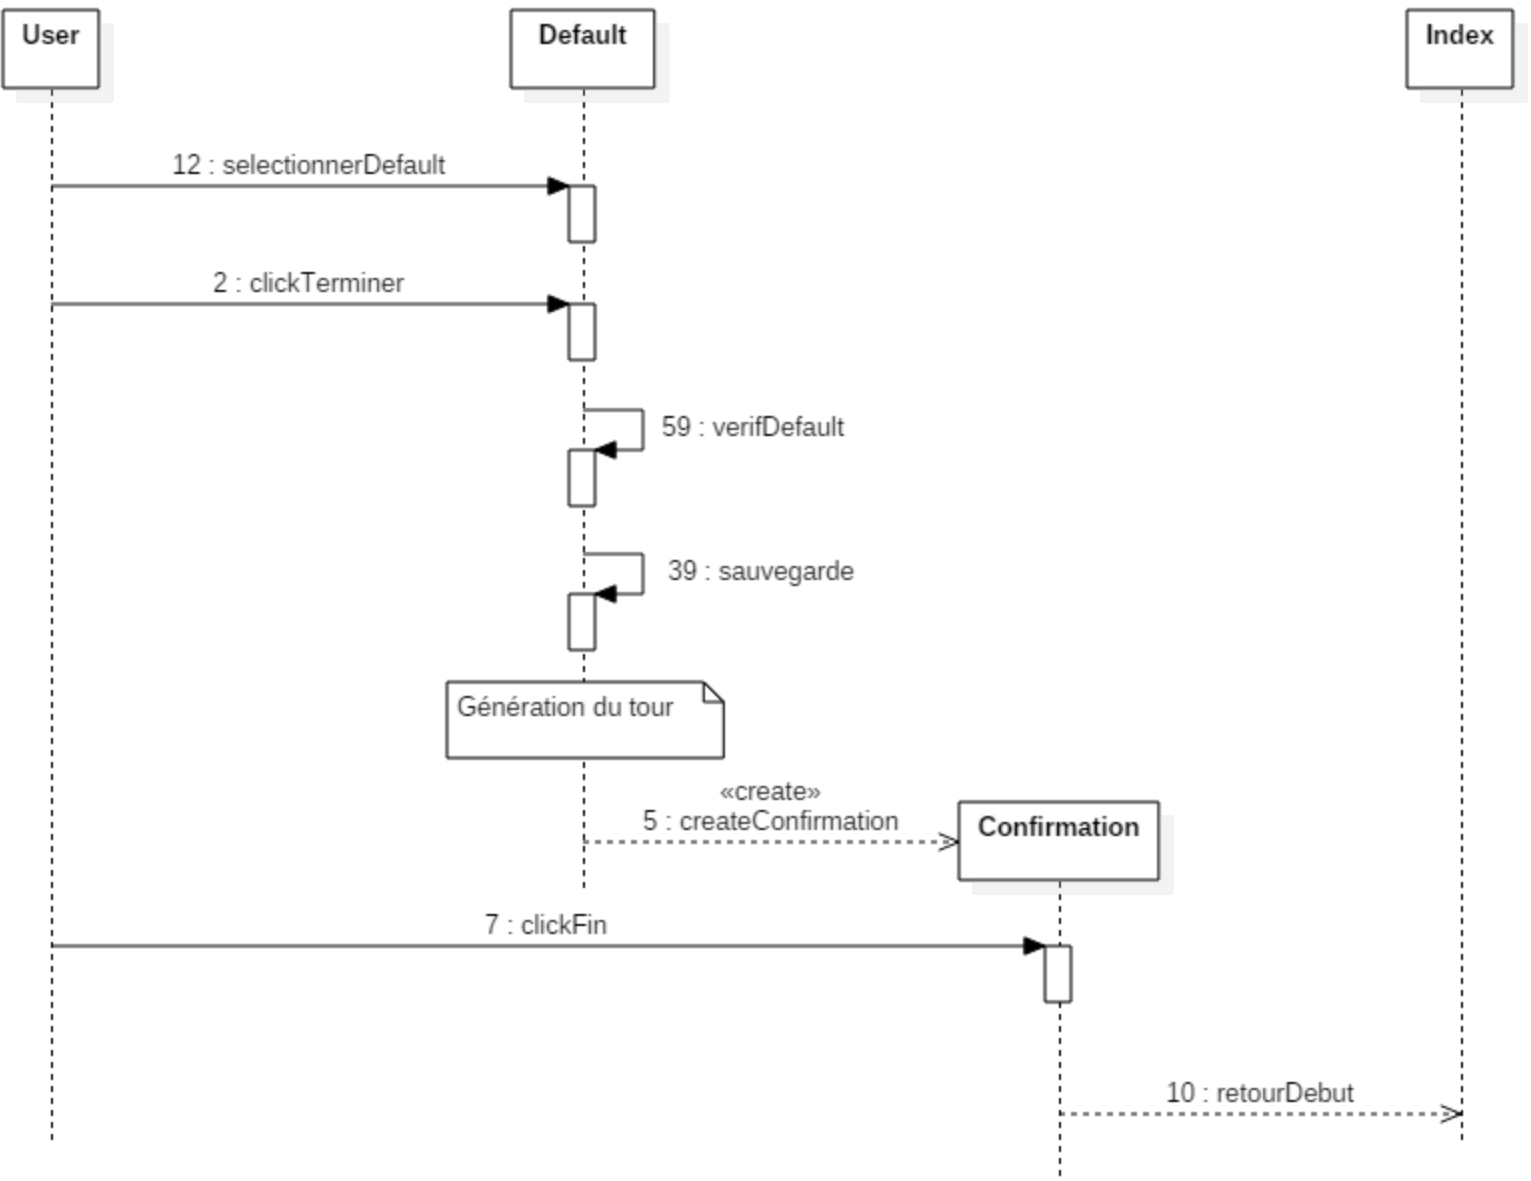 User
Default
Index
12 : selectionnerDefault
2 : clickTerminer
59 : verifDefault
39 : sauvegarde
Génération du tour
«create»
5 : createConfirmation
Confirmation
7 : clickFin
10 : retourDebut